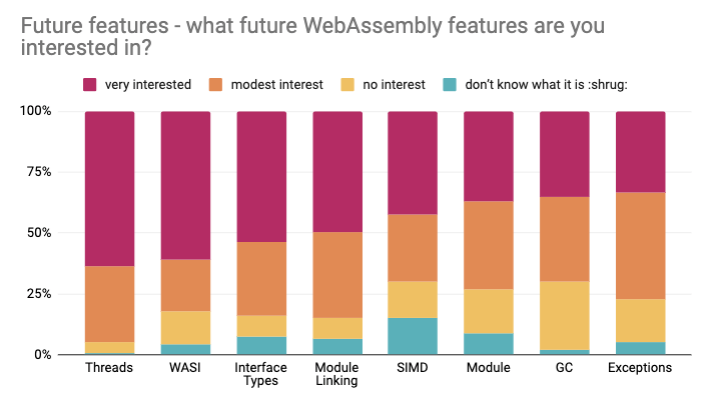 Future features - what future WebAssembly features are you
interested in?
very interested modest interest no interest don't know what it is :shrug:
100%
75%
50%
25%
0%
Threads WASI Interface Types Module Linking SIMD Module GC Exceptions